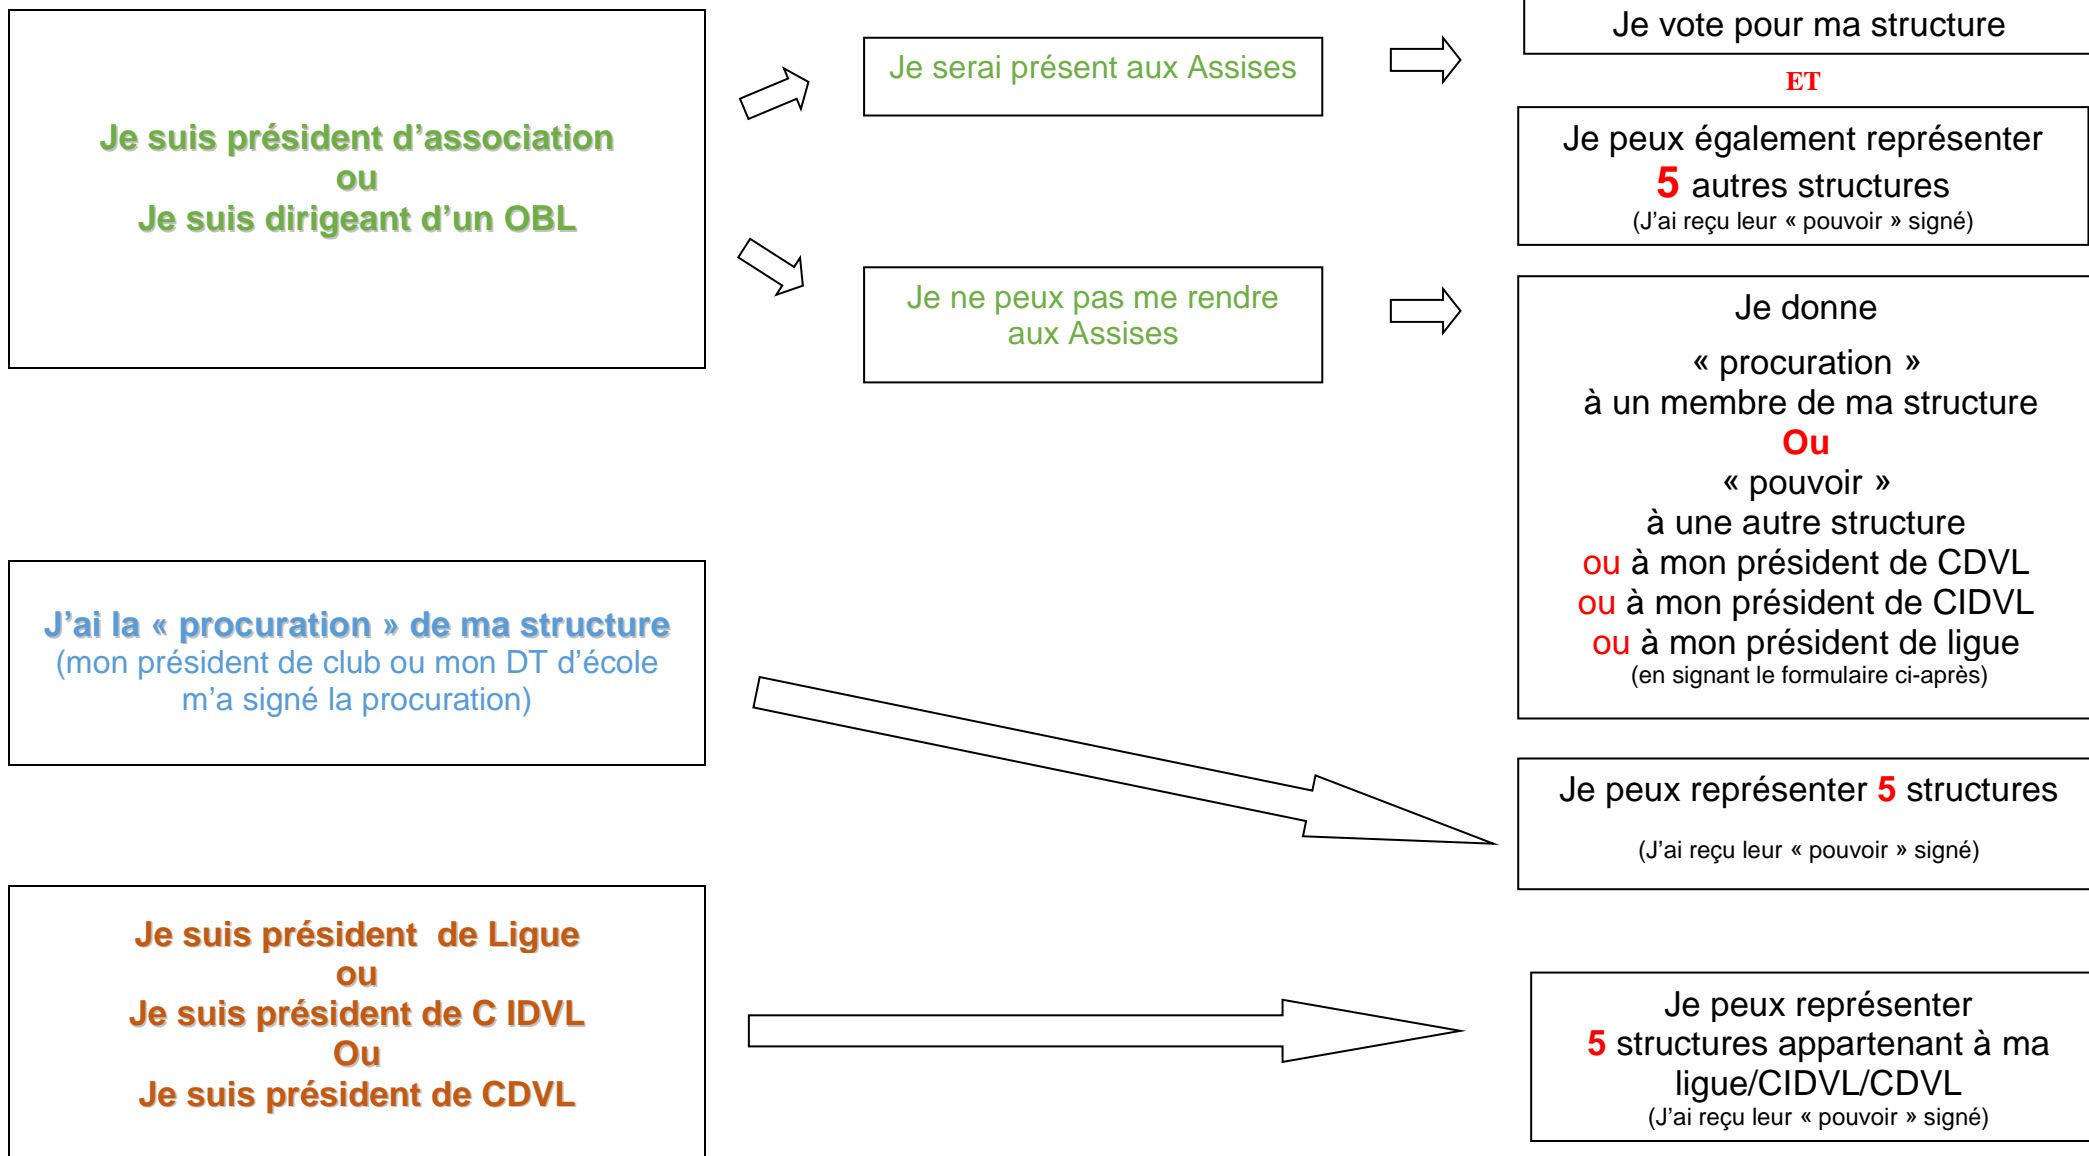 Je suis président d’association
ou
Je suis dirigeant d’un OBL
Je serai présent aux Assises
Je vote pour ma structure
ET
Je peux également représenter
5 autres structures
(J’ai reçu leur « pouvoir » signé)
Je ne peux pas me rendre
aux Assises
Je donne
« procuration »
à un membre de ma structure
Ou
« pouvoir »
à une autre structure
ou à mon président de CDVL
ou à mon président de CIDVL
ou à mon président de ligue
(en signant le formulaire ci-après)
J’ai la « procuration » de ma structure
(mon président de club ou mon DT d’école
m’a signé la procuration)
Je peux représenter 5 structures
(J’ai reçu leur « pouvoir » signé)
Je suis président  de Ligue
ou
Je suis président de C IDVL
Ou
Je suis président de CDVL
Je peux représenter
5 structures appartenant à ma
ligue/CIDVL/CDVL
(J’ai reçu leur « pouvoir » signé)